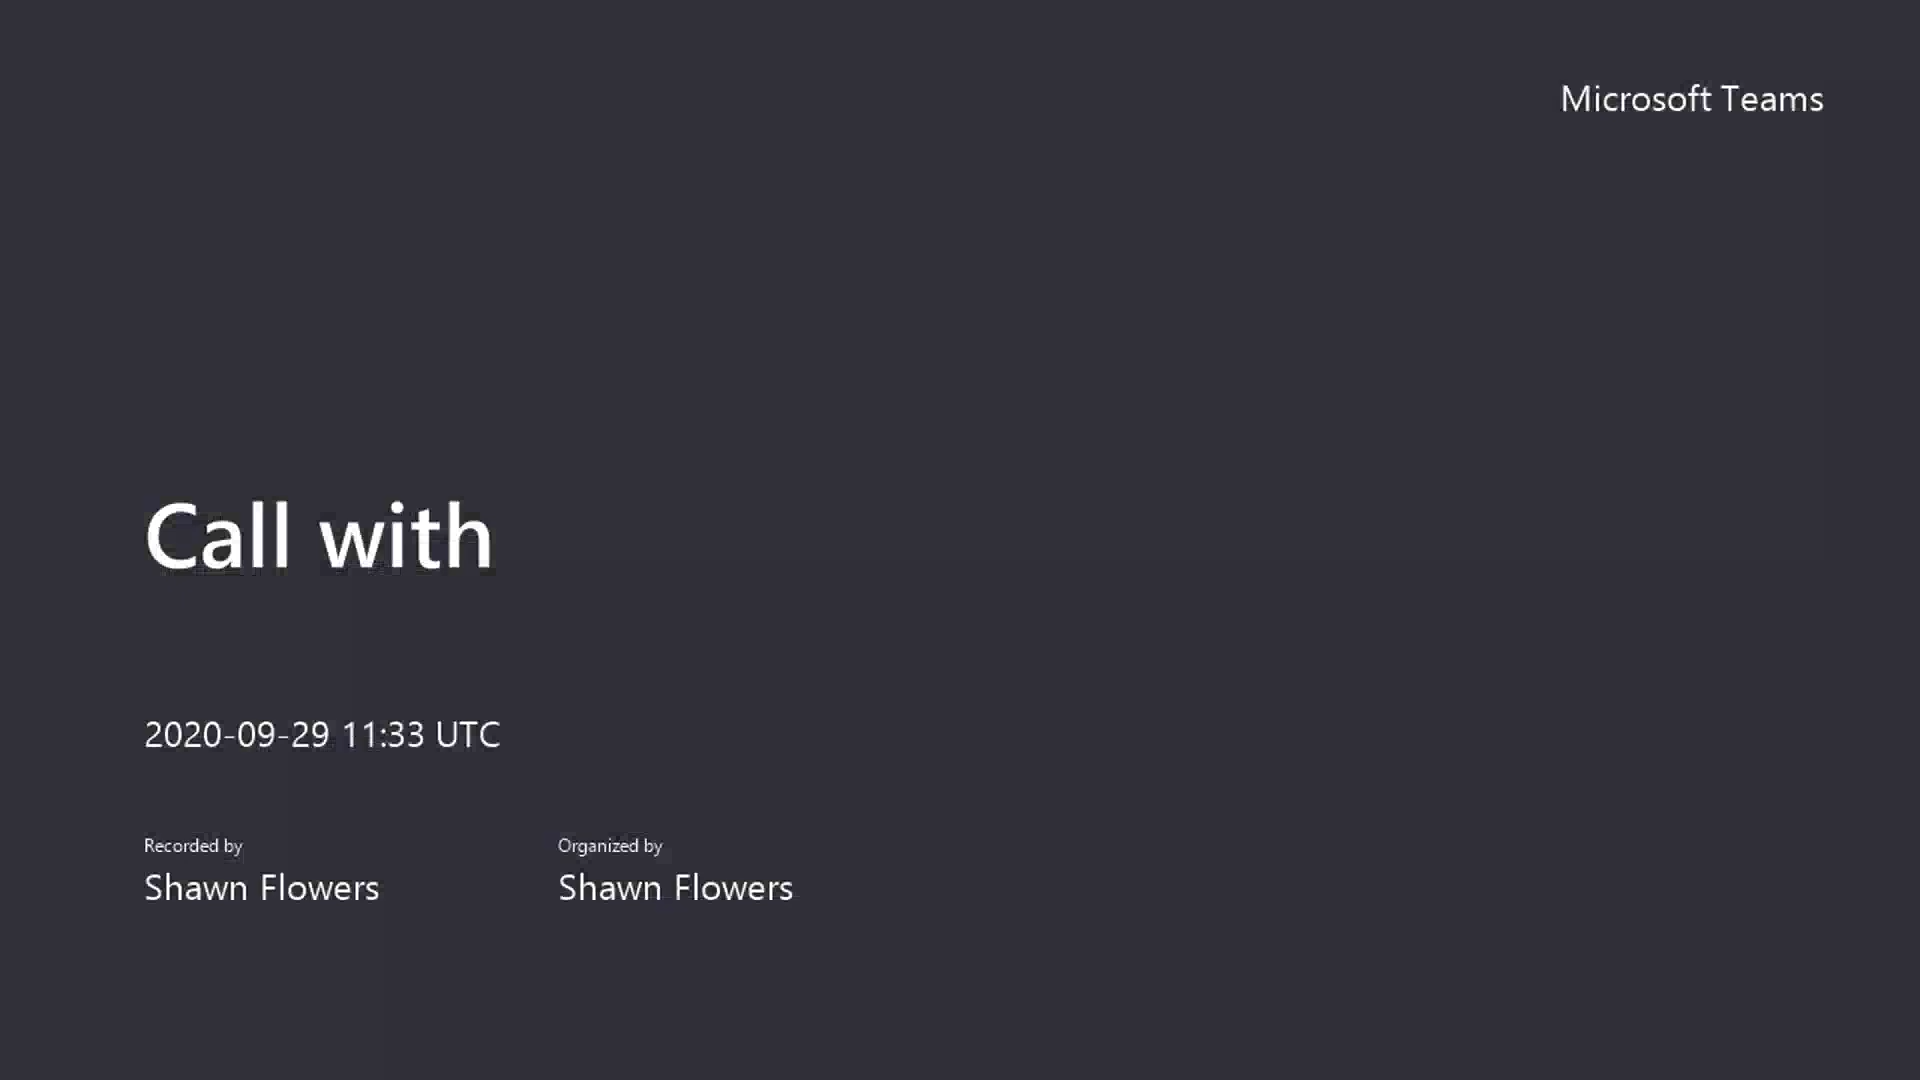 Microsoft Teams
Call with
2020-09-29 11:33 UTC
Recorded by
Shawn Flowers
Organized by
Shawn Flowers